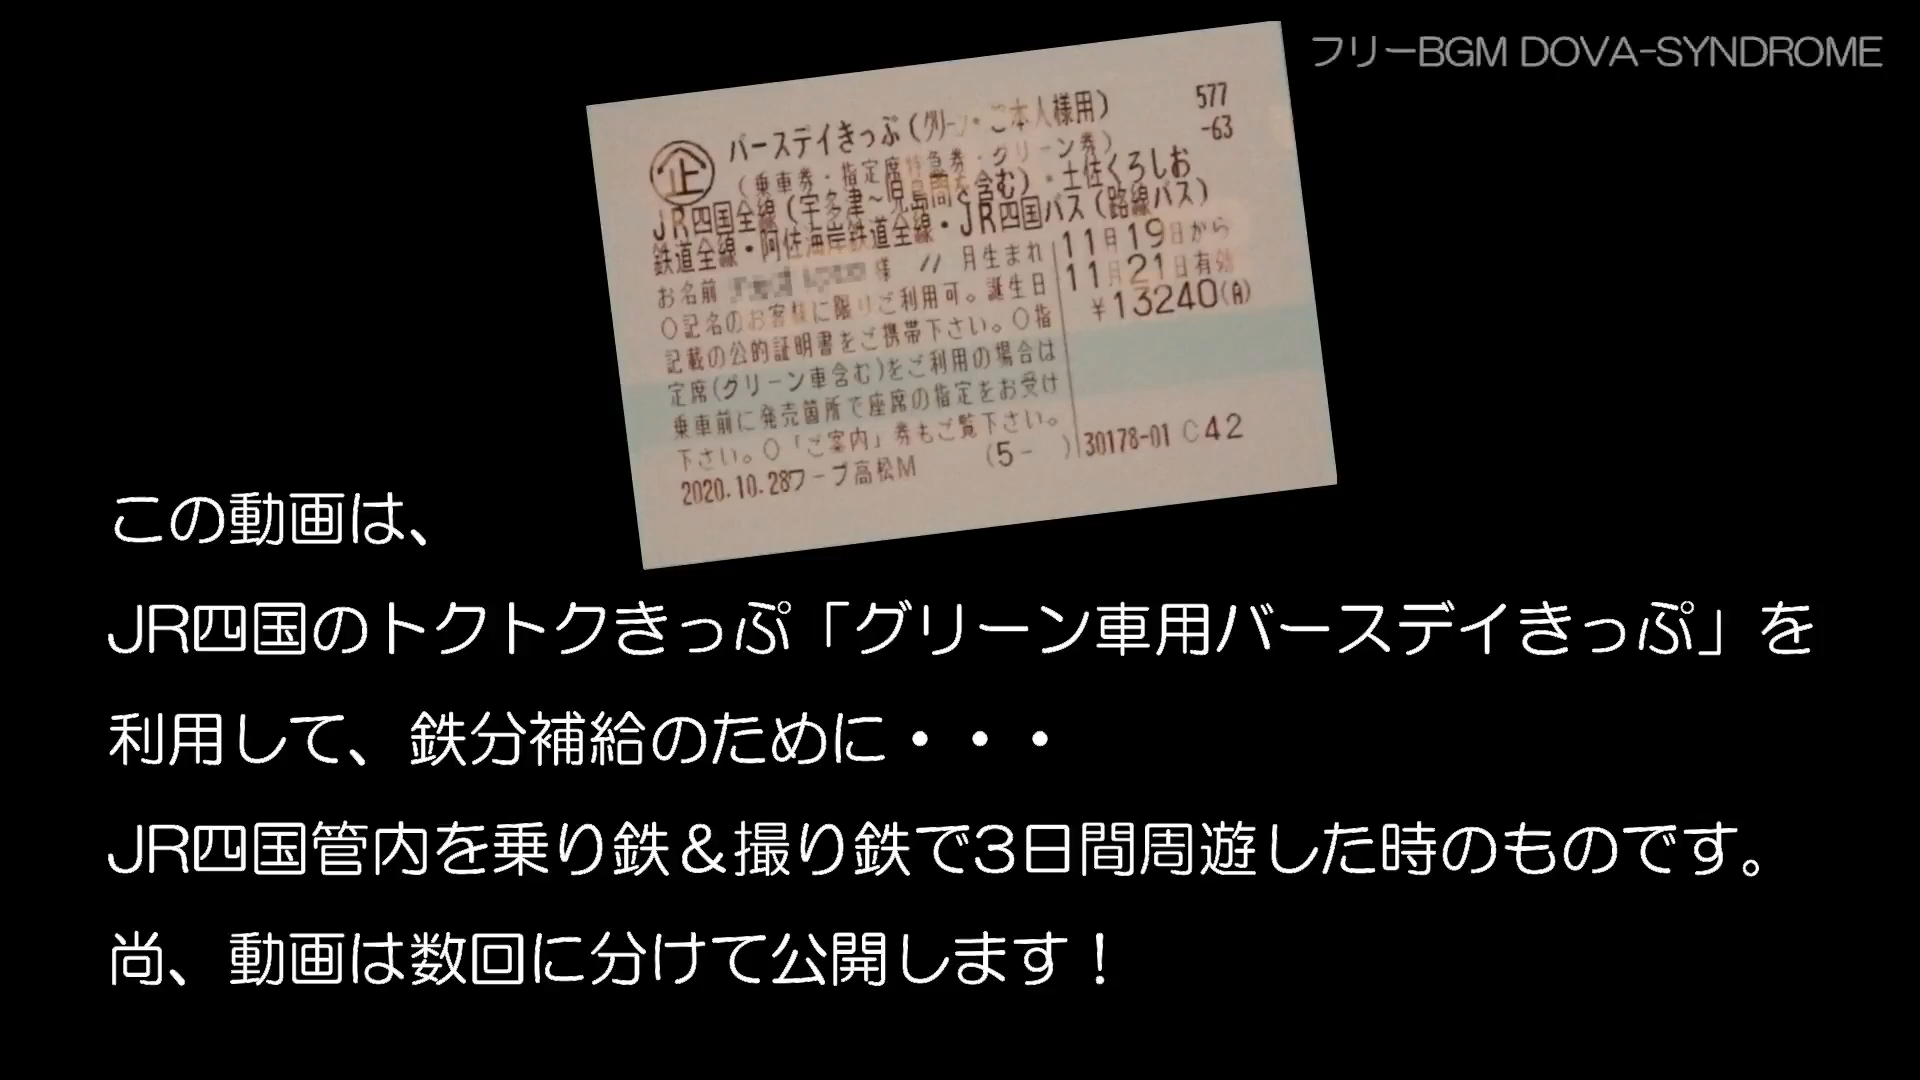 フリーBGM DOVA-SYNDROME
577
-63
企 バースデイきっぷ(グリーン・ご本人様用)
(乗車券・指定席特急券・グリーン券)
JR四国全線(宇多津~児島間を含む)・土佐くろしお
鉄道全線・阿佐海岸鉄道全線・JR四国バス(路線バス)
お名前 様 11 月生まれ
11月19日から
11月21日有効
¥13240(A)
○記名のお客様に限りご利用可。誕生日
記載の公的証明書をご携帯下さい。○指
定席(グリーン車含む)をご利用の場合は
乗車前に発売箇所で座席の指定をお受け
下さい。○「ご案内」券もご覧下さい。
2020.10.28ワープ高松M (5- ) 30178-01 C42
この動画は、
JR四国のトクトクきっぷ「グリーン車用バースデイきっぷ」を
利用して、鉄分補給のために・・・
JR四国管内を乗り鉄&撮り鉄で3日間周遊した時のものです。
尚、動画は数回に分けて公開します!